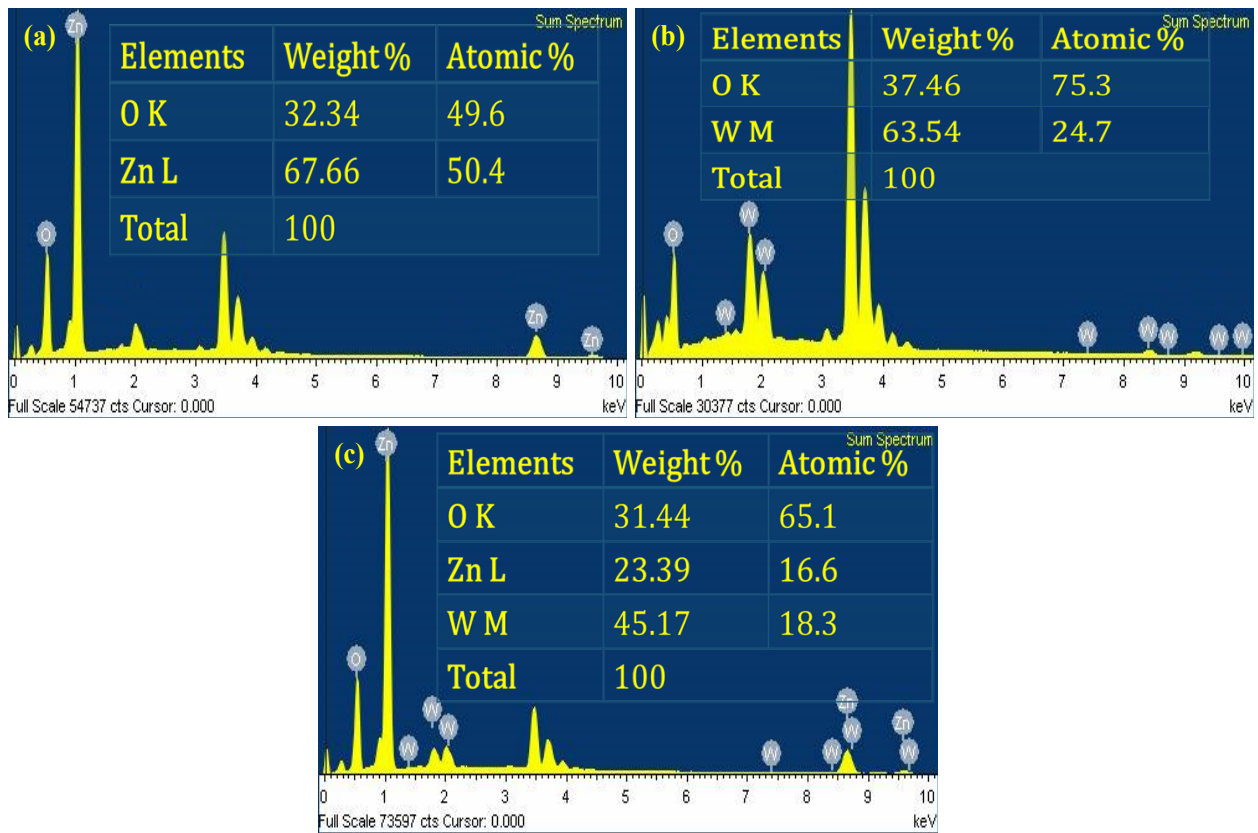 (a)
Sum Spectrum
Zn
Elements Weight % Atomic %
O K 32.34 49.6
Zn L 67.66 50.4
Total 100
O
Zn
Zn
0 1 2 3 4 5 6 7 8 9 10
Full Scale 54737 cts Cursor: 0.000 keV
(b)
Sum Spectrum
Elements Weight % Atomic %
O K 37.46 75.3
W M 63.54 24.7
Total 100
O
W
W
W
W
W
W
W
W
0 1 2 3 4 5 6 7 8 9 10
Full Scale 30377 cts Cursor: 0.000 keV
(c)
Sum Spectrum
Zn
Elements Weight % Atomic %
O K 31.44 65.1
Zn L 23.39 16.6
W M 45.17 18.3
Total 100
O
W
W
W
W
W
Zn
W
Zn
W
0 1 2 3 4 5 6 7 8 9 10
Full Scale 73597 cts Cursor: 0.000 keV